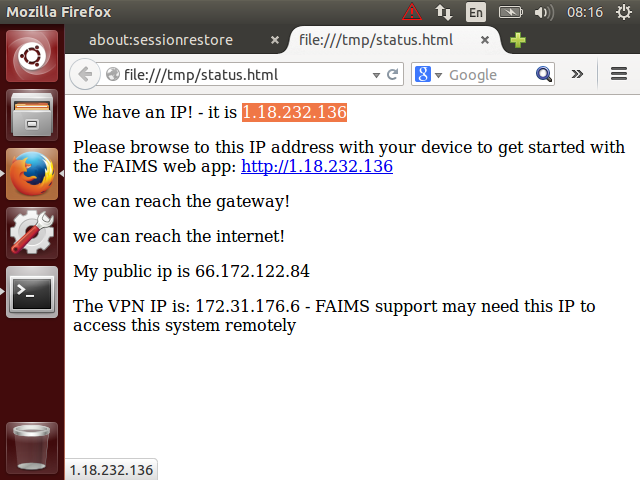 Mozilla Firefox
En
08:16
about:sessionrestore
file:///tmp/status.html
file:///tmp/status.html
8
Google
We have an IP! - it is 1.18.232.136
Please browse to this IP address with your device to get started with
the FAIMS web app: http://1.18.232.136
we can reach the gateway!
we can reach the internet!
My public ip is 66.172.122.84
The VPN IP is: 172.31.176.6 - FAIMS support may need this IP to
access this system remotely
1.18.232.136